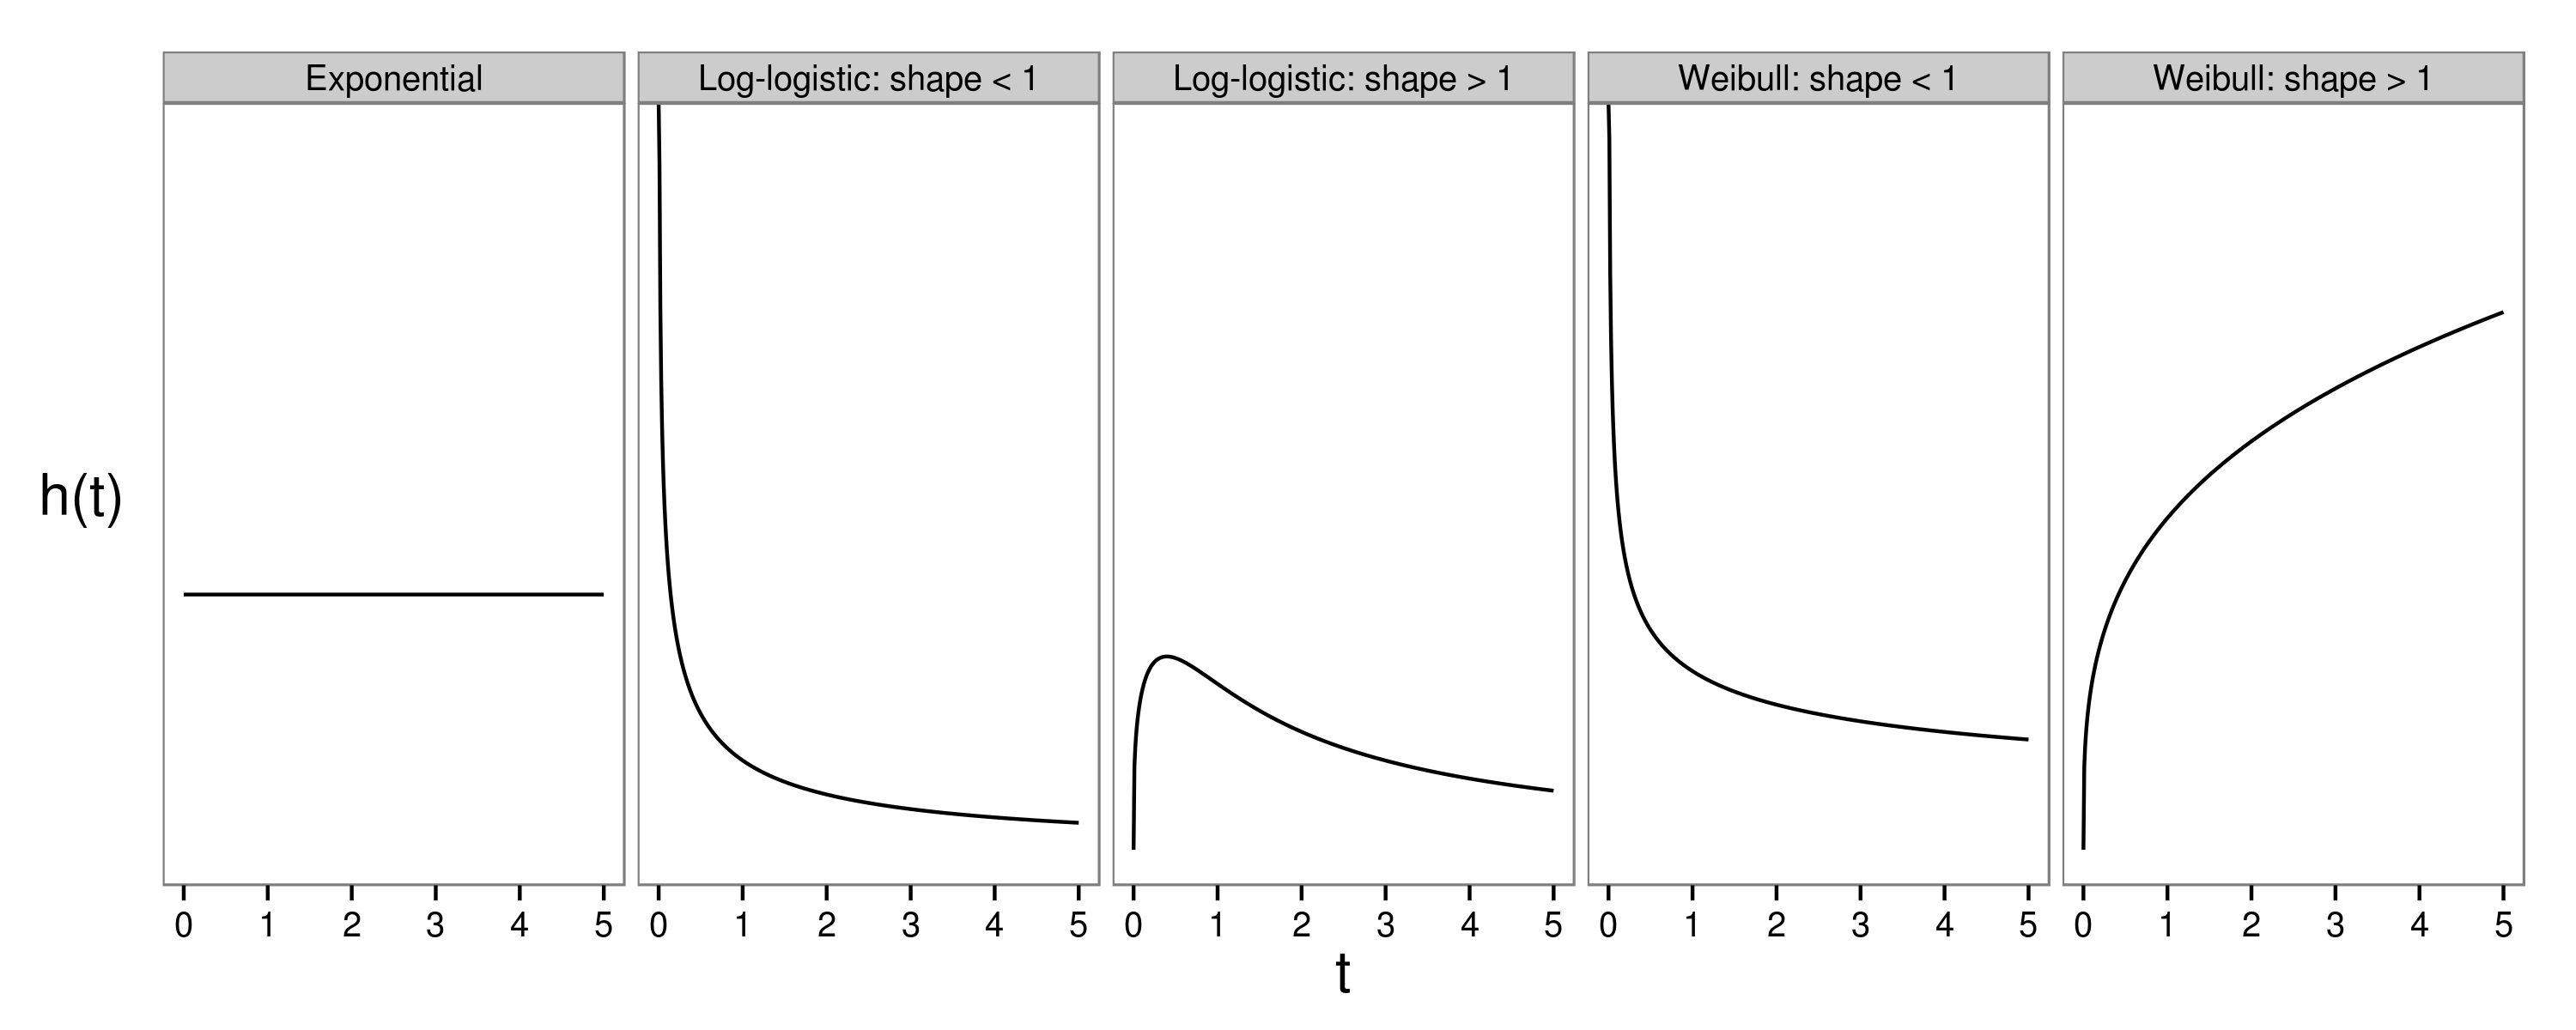 Exponential
Log-logistic: shape < 1
Log-logistic: shape > 1
Weibull: shape < 1
Weibull: shape > 1
h(t)
0 1 2 3 4 5
0 1 2 3 4 5
0 1 2 3 4 5
0 1 2 3 4 5
0 1 2 3 4 5
t